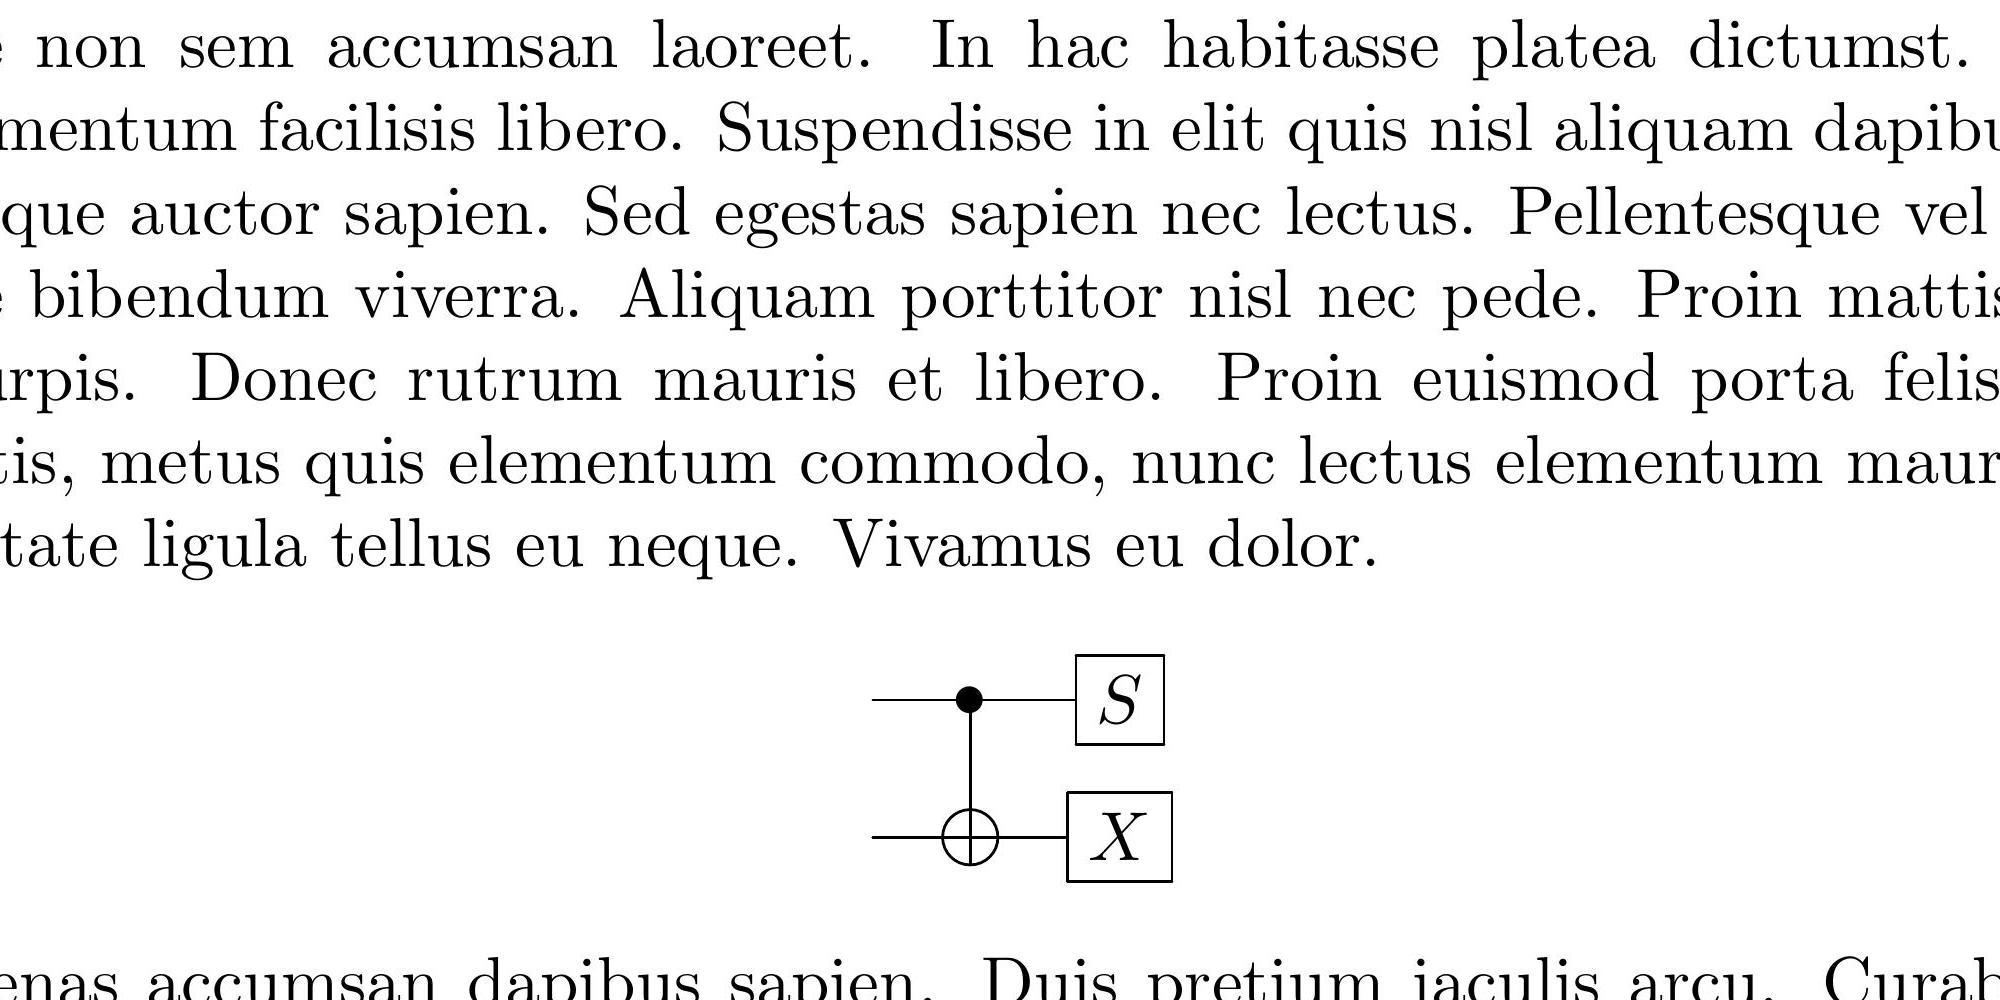 non sem accumsan laoreet. In hac habitasse platea dictumst.
mentum facilisis libero. Suspendisse in elit quis nisl aliquam dapibu
que auctor sapien. Sed egestas sapien nec lectus. Pellentesque vel
bibendum viverra. Aliquam porttitor nisl nec pede. Proin mattis
urpis. Donec rutrum mauris et libero. Proin euismod porta felis
tis, metus quis elementum commodo, nunc lectus elementum maur
tate ligula tellus eu neque. Vivamus eu dolor.
S
X
enas accumsan dapibus sapien. Duis pretium iaculis arcu. Curab